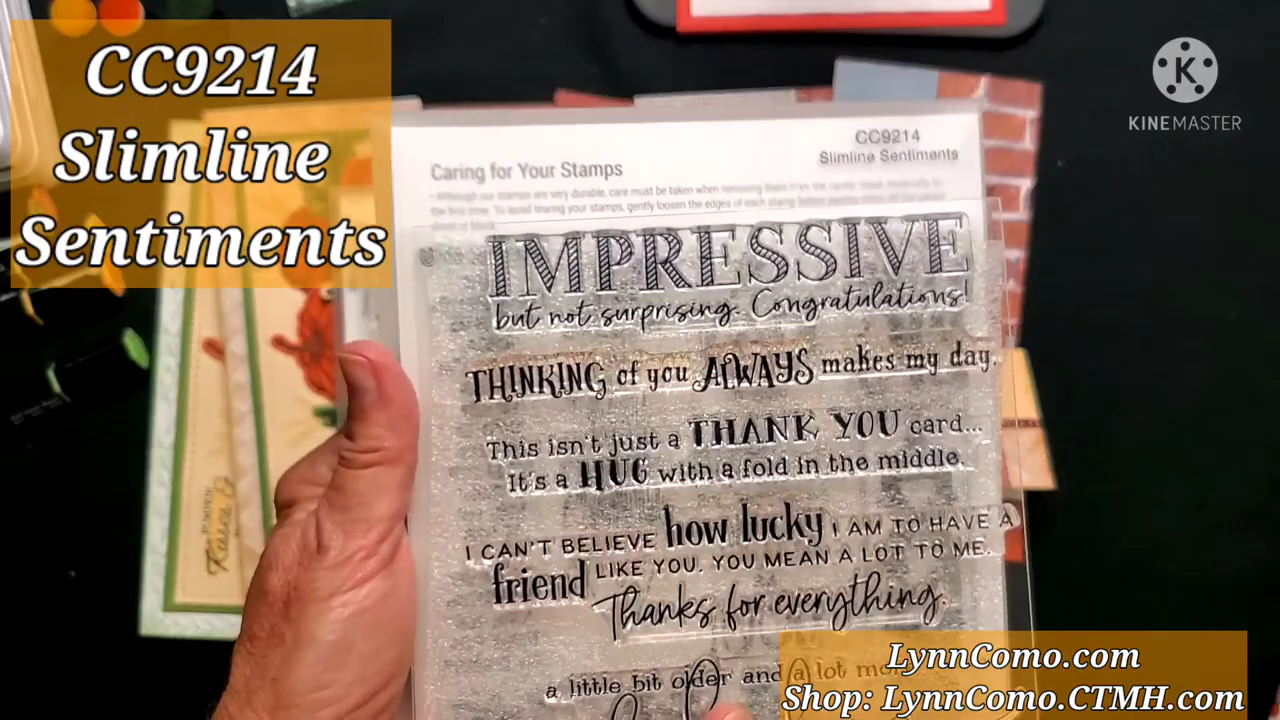 CC9214
Slimline
Sentiments
KINEMASTER
CC9214
Slimline Sentiments
Caring for Your Stamps
IMPRESSIVE
but not surprising. Congratulations!
THINKING of you ALWAYS makes my day.
This isn't just a THANK YOU card...
It's a HUG with a fold in the middle.
I CAN'T BELIEVE how lucky I AM TO HAVE A
friend LIKE YOU. YOU MEAN A LOT TO ME.
Thanks for everything.
a little bit older and a lot
LynnComo.com
Shop: LynnComo.CTMH.com